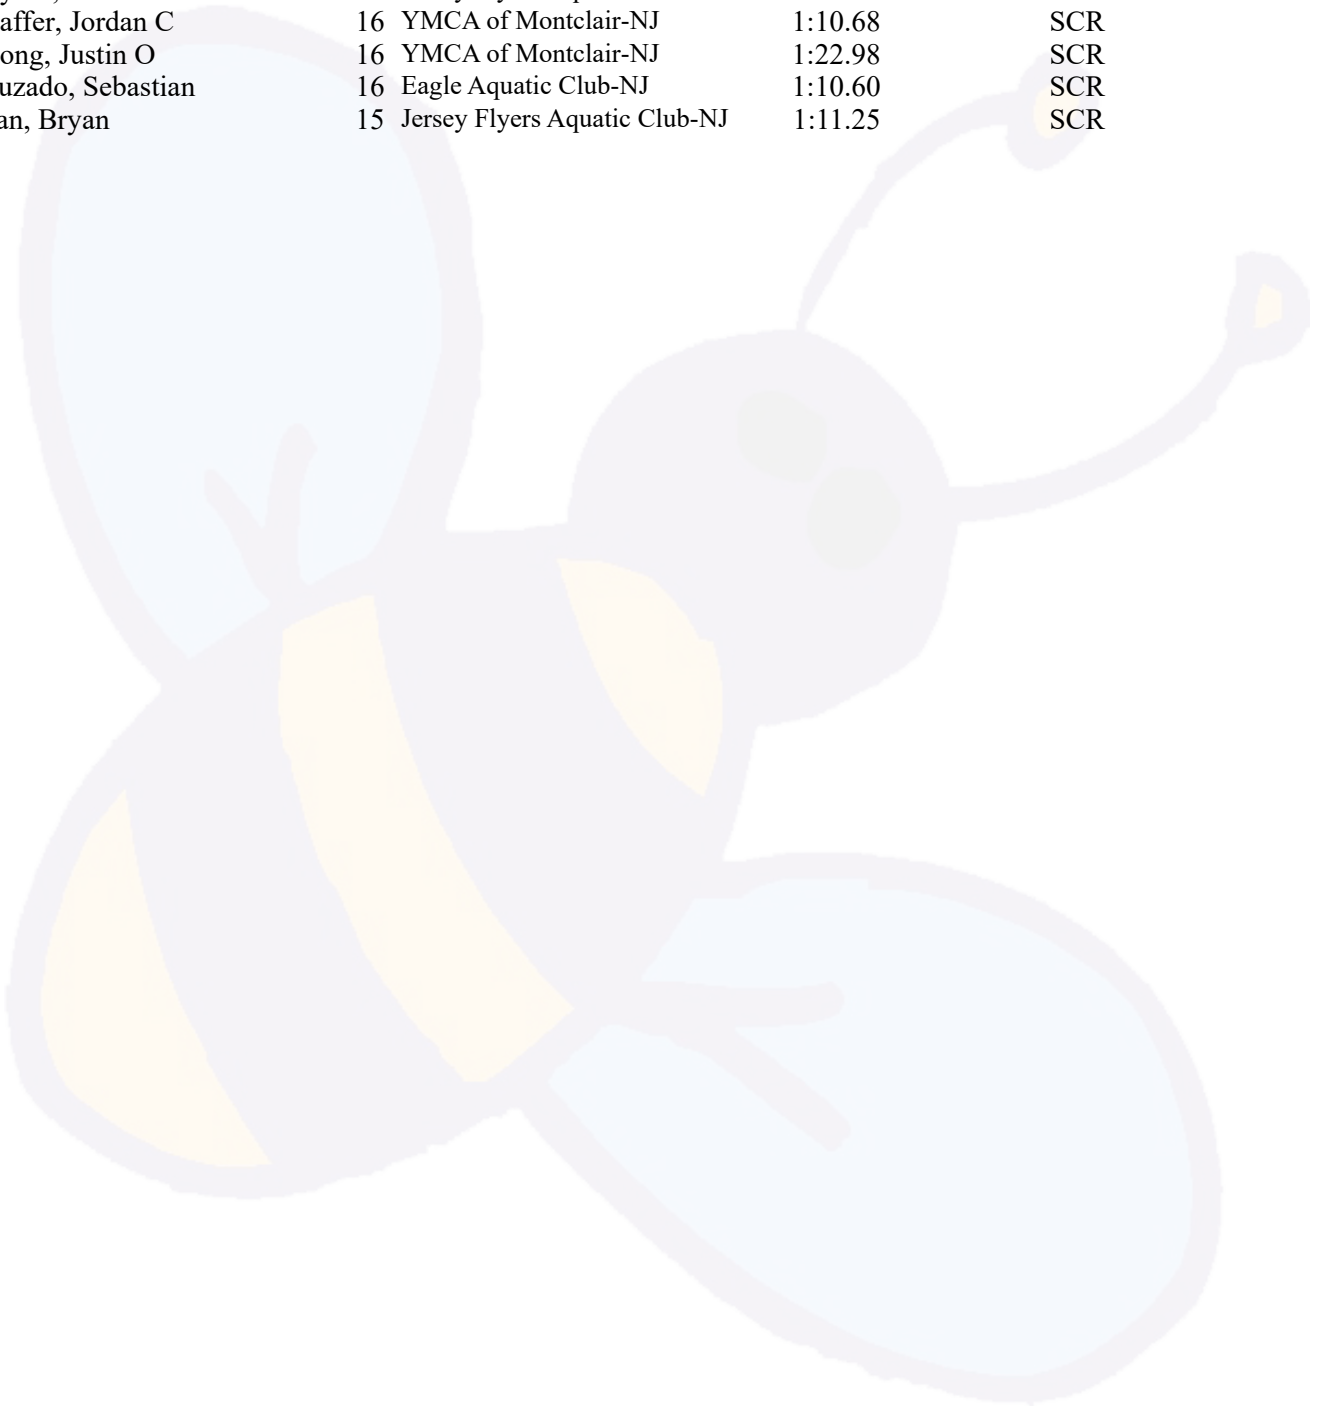 affer, Jordan C 16 YMCA of Montclair-NJ 1:10.68 SCR
ong, Justin O 16 YMCA of Montclair-NJ 1:22.98 SCR
uzado, Sebastian 16 Eagle Aquatic Club-NJ 1:10.60 SCR
an, Bryan 15 Jersey Flyers Aquatic Club-NJ 1:11.25 SCR